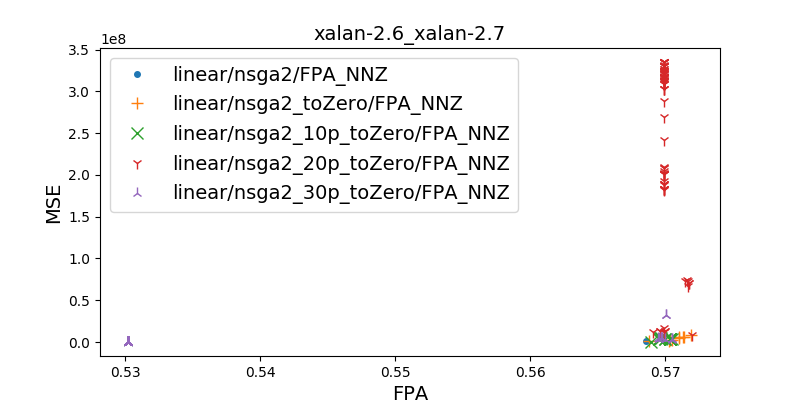 xalan-2.6_xalan-2.7
1e8
3.5
3.0
2.5
2.0
1.5
1.0
0.5
0.0
MSE
linear/nsga2/FPA_NNZ
linear/nsga2_toZero/FPA_NNZ
linear/nsga2_10p_toZero/FPA_NNZ
linear/nsga2_20p_toZero/FPA_NNZ
linear/nsga2_30p_toZero/FPA_NNZ
0.53 0.54 0.55 0.56 0.57
FPA